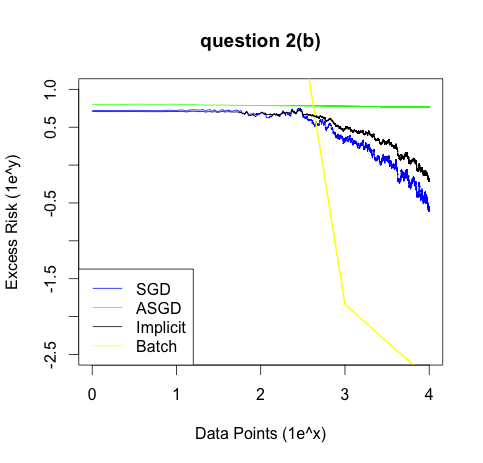 question 2(b)
Excess Risk (1e^y)
1.0
0.5
-0.5
-1.5
-2.5
SGD
ASGD
Implicit
Batch
0 1 2 3 4
Data Points (1e^x)